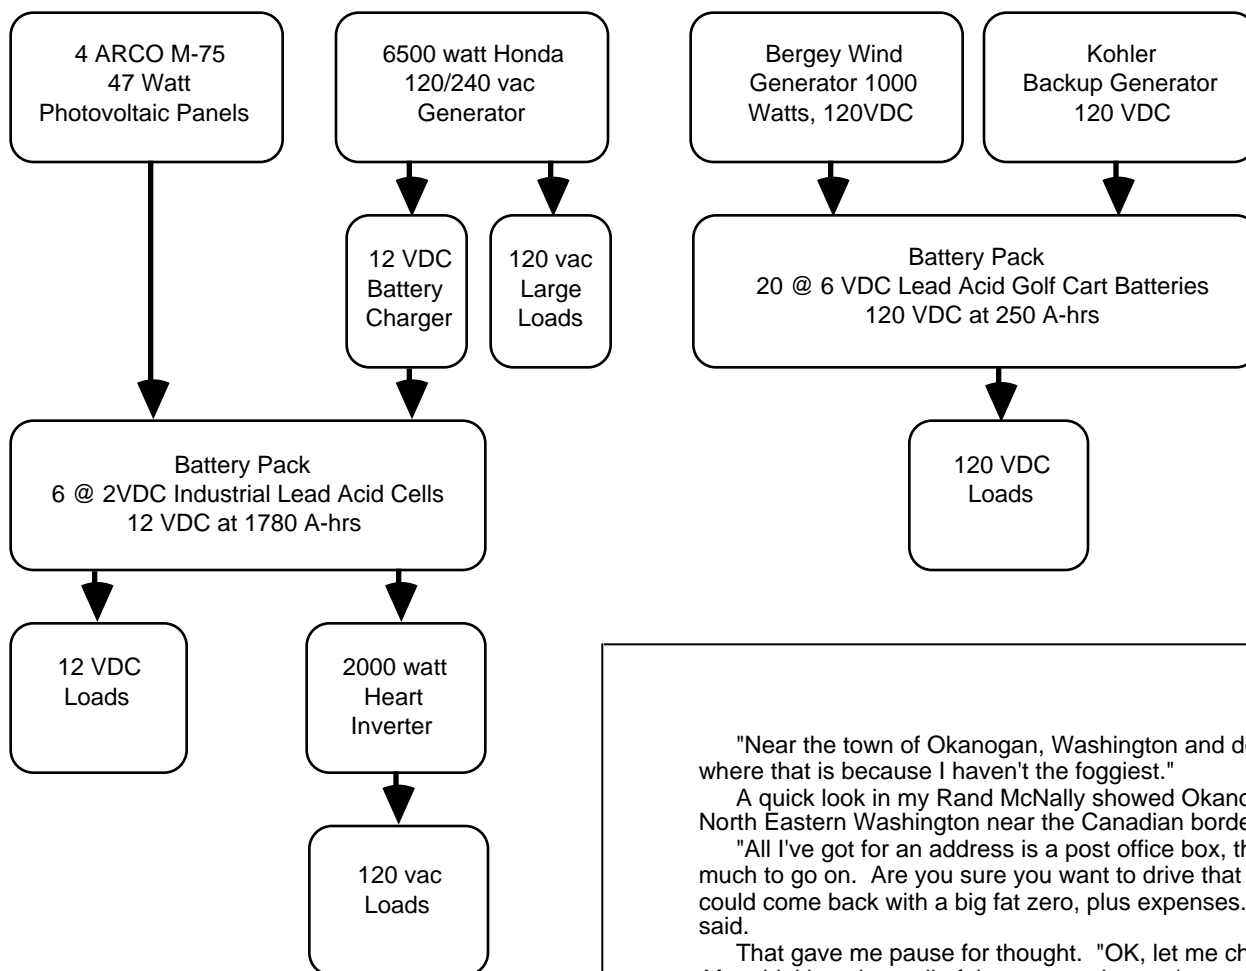 4 ARCO M-75
47 Watt
Photovoltaic Panels
6500 watt Honda
120/240 vac
Generator
Bergey Wind
Generator 1000
Watts, 120VDC
Kohler
Backup Generator
120 VDC
12 VDC
Battery
Charger
120 vac
Large
Loads
Battery Pack
20 @ 6 VDC Lead Acid Golf Cart Batteries
120 VDC at 250 A-hrs
Battery Pack
6 @ 2VDC Industrial Lead Acid Cells
12 VDC at 1780 A-hrs
120 VDC
Loads
12 VDC
Loads
2000 watt
Heart
Inverter
120 vac
Loads
"Near the town of Okanogan, Washington and
where that is because I haven't the foggiest."
A quick look in my Rand McNally showed
North Eastern Washington near the Canadian
"All I've got for an address is a post office box,
much to go on.  Are you sure you want to drive that
could come back with a big fat zero, plus expenses.
said.
That gave me pause for thought.  "OK, let me